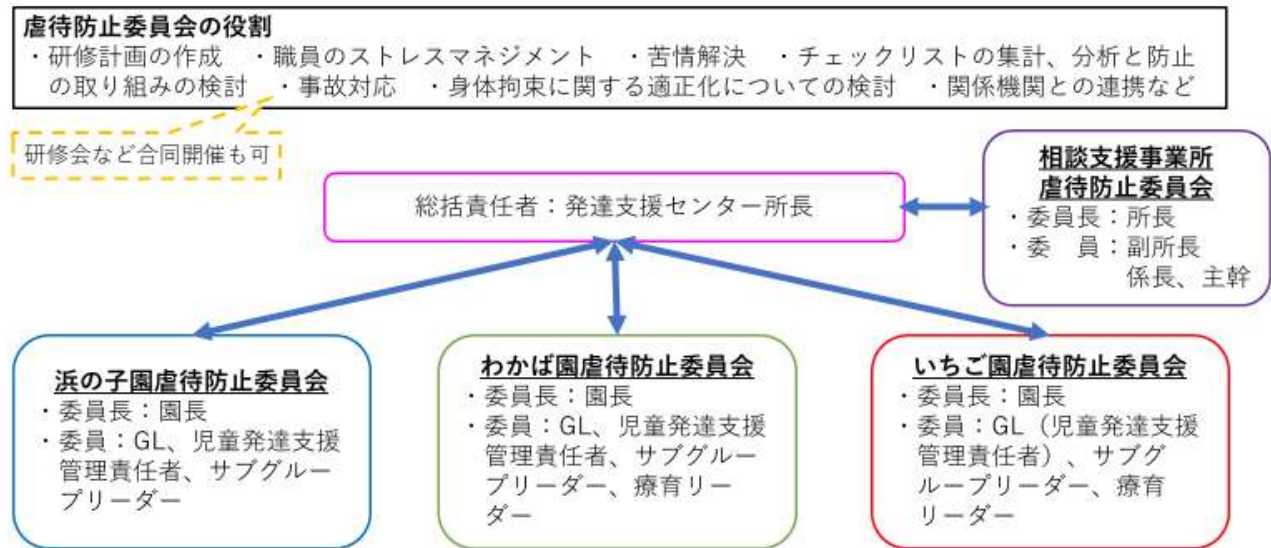 虐待防止委員会の役割
・研修計画の作成　・職員のストレスマネジメント　・苦情解決　・チェックリストの集計、分析と防止
の取り組みの検討　・事故対応　・身体拘束に関する適正化についての検討　・関係機関との連携など
研修会など合同開催も可
総括責任者：発達支援センター所長
相談支援事業所
虐待防止委員会
・委員長：所長
・委　員：副所長
係長、主幹
浜の子園虐待防止委員会
・委員長：園長
・委員：GL、児童発達支援
管理責任者、サブグルー
プリーダー
わかば園虐待防止委員会
・委員長：園長
・委員：GL、児童発達支援
管理責任者、サブグルー
プリーダー、療育リー
ダー
いちご園虐待防止委員会
・委員長：園長
・委員：GL（児童発達支援
管理責任者）、サブグ
ループリーダー、療育
リーダー